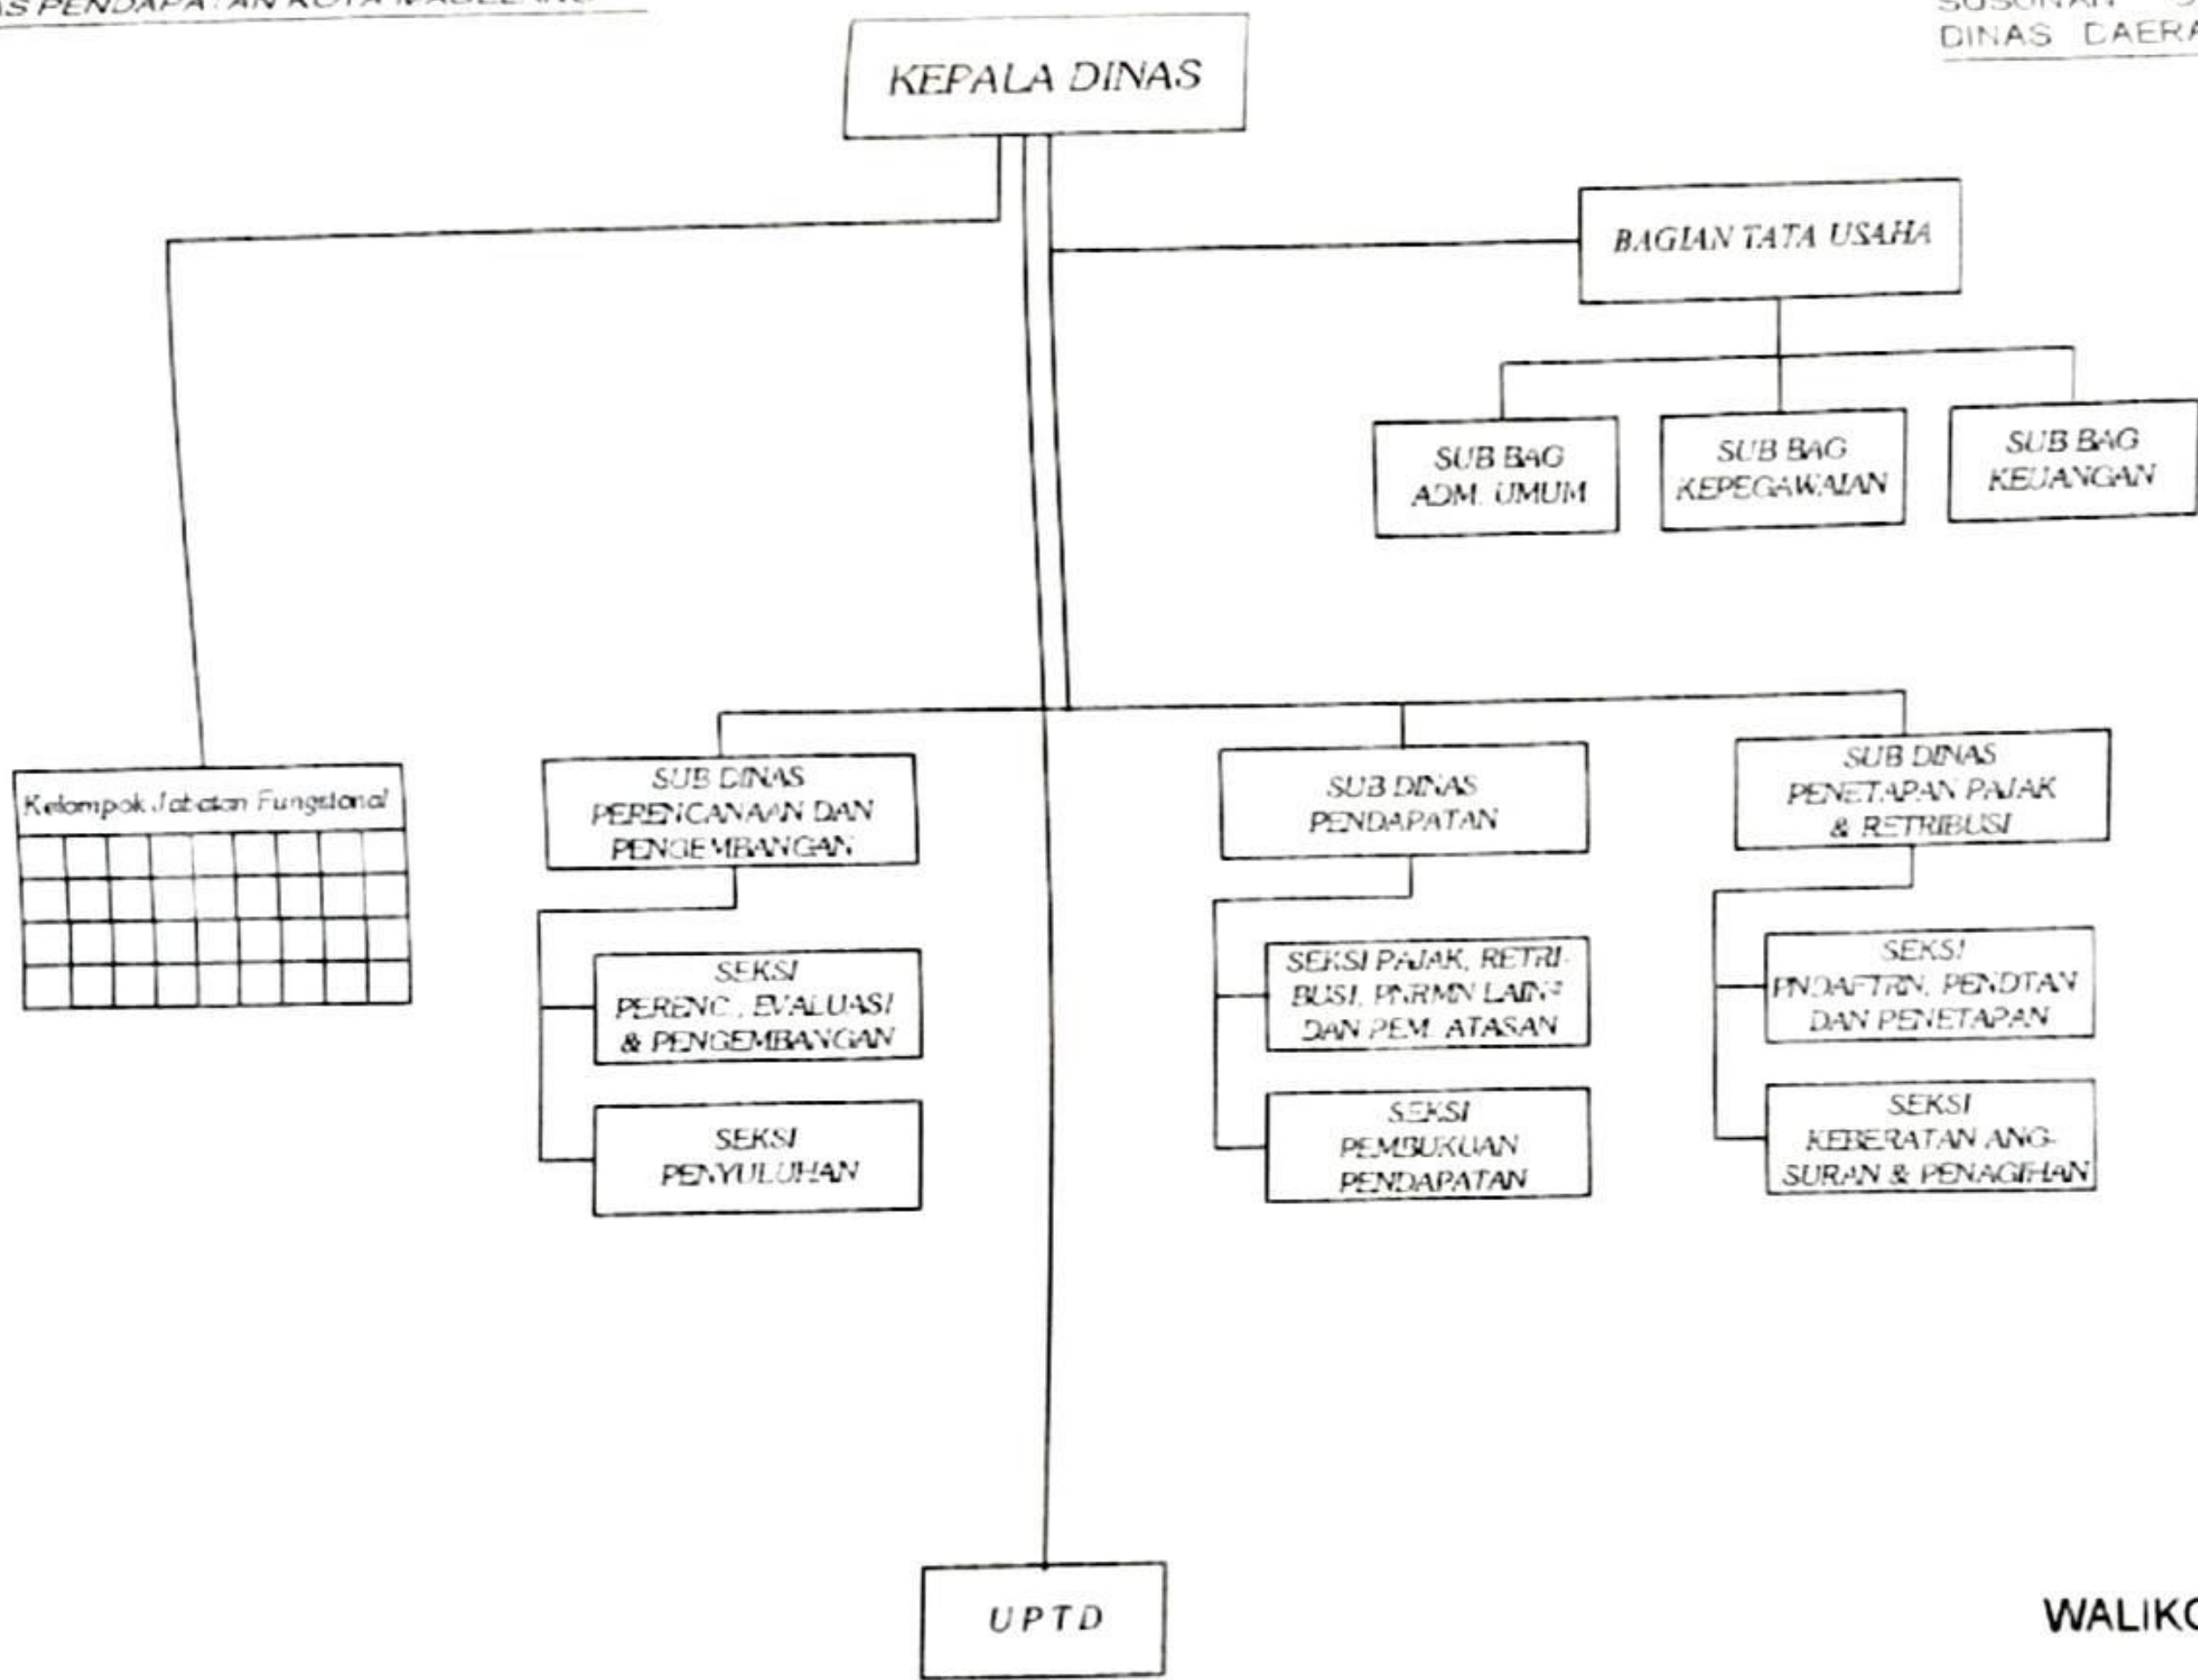 PENDAPATAN KOTA
DINAS
KEPALA DINAS
BAGIAN TATA USAHA
SUB BAG
ADM. UMUM
SUB BAG
KEPEGAWAIAN
SUB BAG
KEUANGAN
Kelompok Jabatan Fungsional
SUB DINAS
PERENCANAAN DAN
PENGEMBANGAN
SEKSI
PERENC., EVALUASI
& PENGEMBANGAN
SEKSI
PENYULUHAN
SUB DINAS
PENDAPATAN
SEKSI PAJAK, RETRI-
BUSI, PNRMN LAIN²
DAN PEM. ATASAN
SEKSI
PEMBUKUAN
PENDAPATAN
SUB DINAS
PENETAPAN PAJAK
& RETRIBUSI
SEKSI
PNDAFTRN, PENDTAN
DAN PENETAPAN
SEKSI
KEBERATAN ANG-
SURAN & PENAGIHAN
UPTD